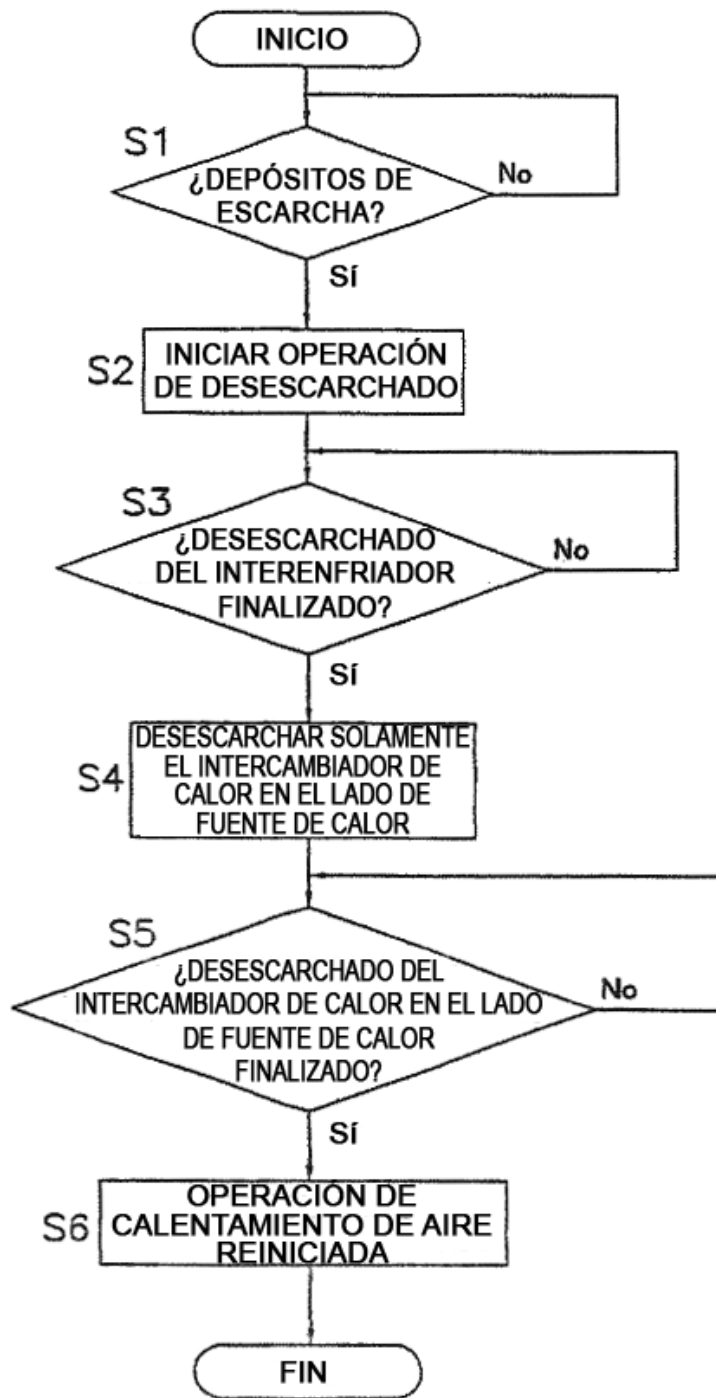 INICIO
S1
¿DEPÓSITOS DE
ESCARCHA?
No
Sí
S2
INICIAR OPERACIÓN
DE DESESCARCHADO
S3
¿DESESCARCHADO
DEL INTERENFRIADOR
FINALIZADO?
No
Sí
S4
DESESCARCHAR SOLAMENTE
EL INTERCAMBIADOR DE
CALOR EN EL LADO DE
FUENTE DE CALOR
S5
¿DESESCARCHADO DEL
INTERCAMBIADOR DE CALOR EN EL LADO
DE FUENTE DE CALOR
FINALIZADO?
No
Sí
S6
OPERACIÓN DE
CALENTAMIENTO DE AIRE
REINICIADA
FIN